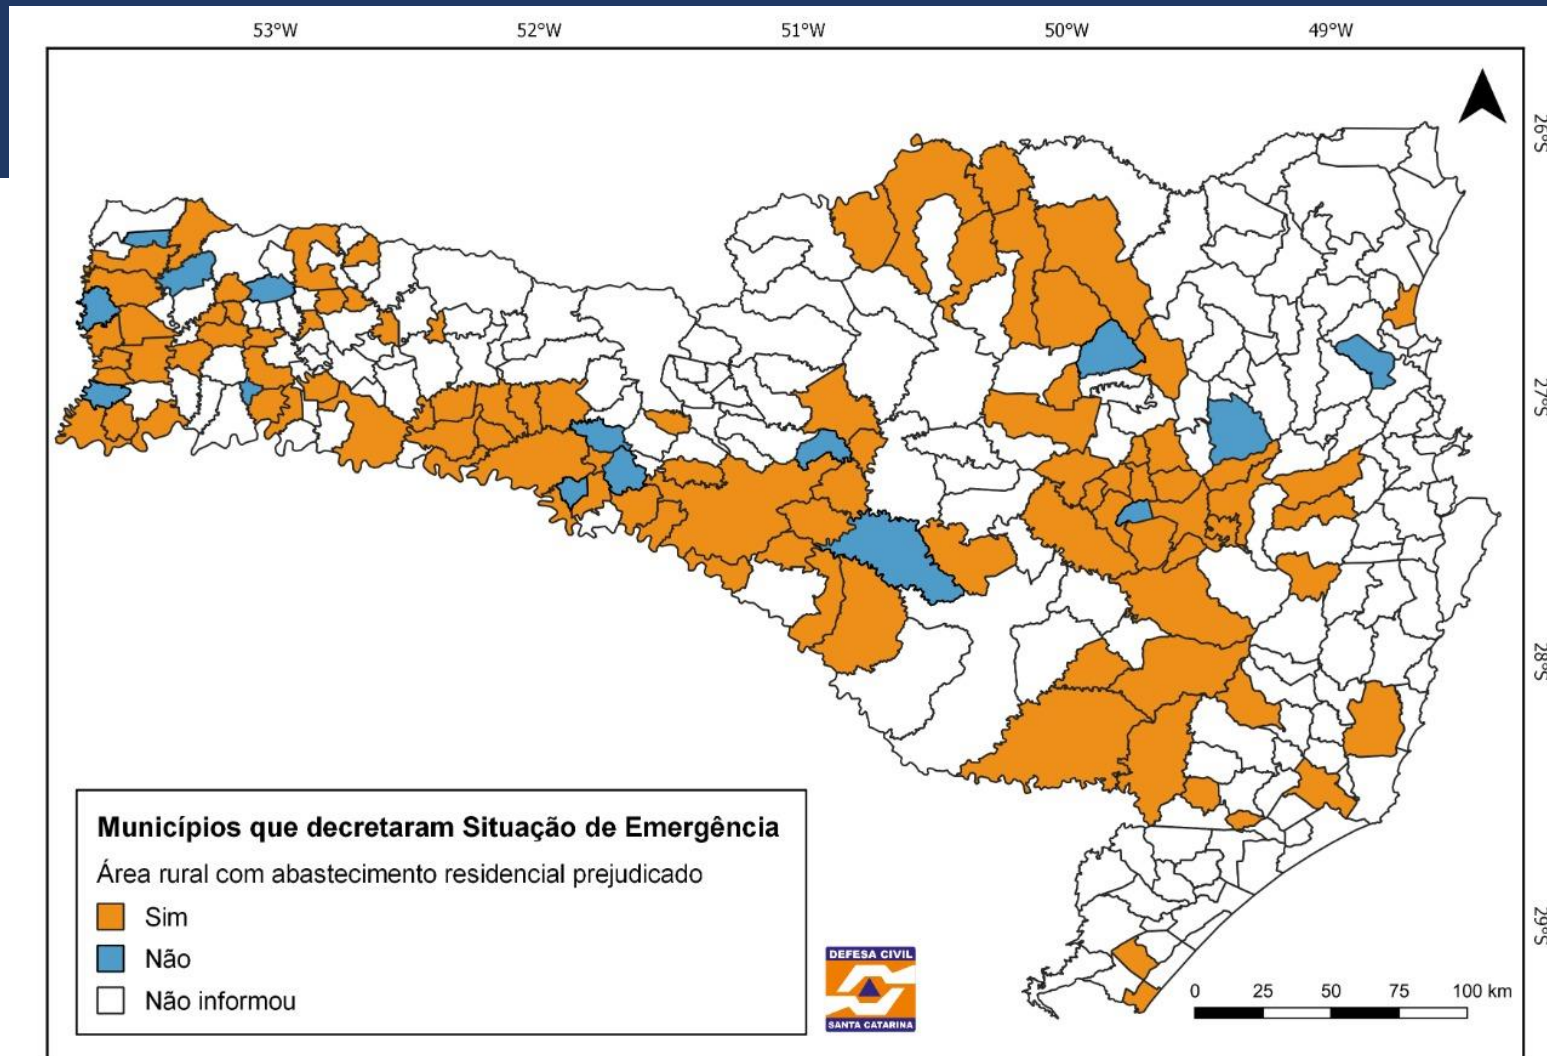 53°W 52°W 51°W 50°W 49°W
26°S
27°S
28°S
29°S
Municípios que decretaram Situação de Emergência
Área rural com abastecimento residencial prejudicado
Sim
Não
Não informou
DEFESA CIVIL
SANTA CATARINA
0 25 50 75 100 km